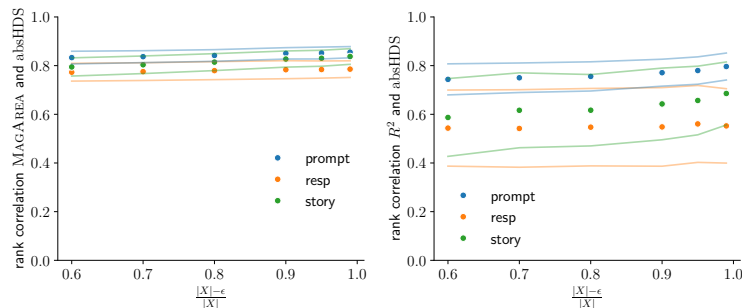 rank correlation MAGAREA and absHDS
1.0
0.8
0.6
0.4
0.2
0.0
prompt
resp
story
0.6 0.7 0.8 0.9 1.0
|X|−ϵ
|X|
rank correlation R² and absHDS
1.0
0.8
0.6
0.4
0.2
0.0
prompt
resp
story
0.6 0.7 0.8 0.9 1.0
|X|−ϵ
|X|